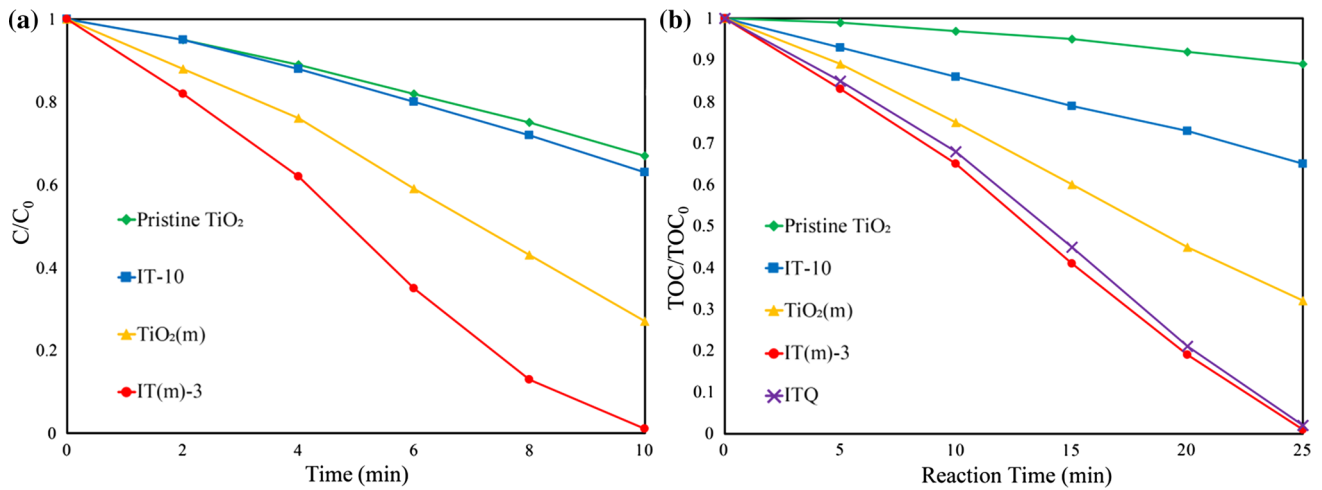 (a)
1
0.8
0.6
0.4
0.2
0
C/C₀
Pristine TiO₂
IT-10
TiO₂(m)
IT(m)-3
0 2 4 6 8 10
Time (min)
(b)
1
0.9
0.8
0.7
0.6
0.5
0.4
0.3
0.2
0.1
0
TOC/TOC₀
Pristine TiO₂
IT-10
TiO₂(m)
IT(m)-3
ITQ
0 5 10 15 20 25
Reaction Time (min)